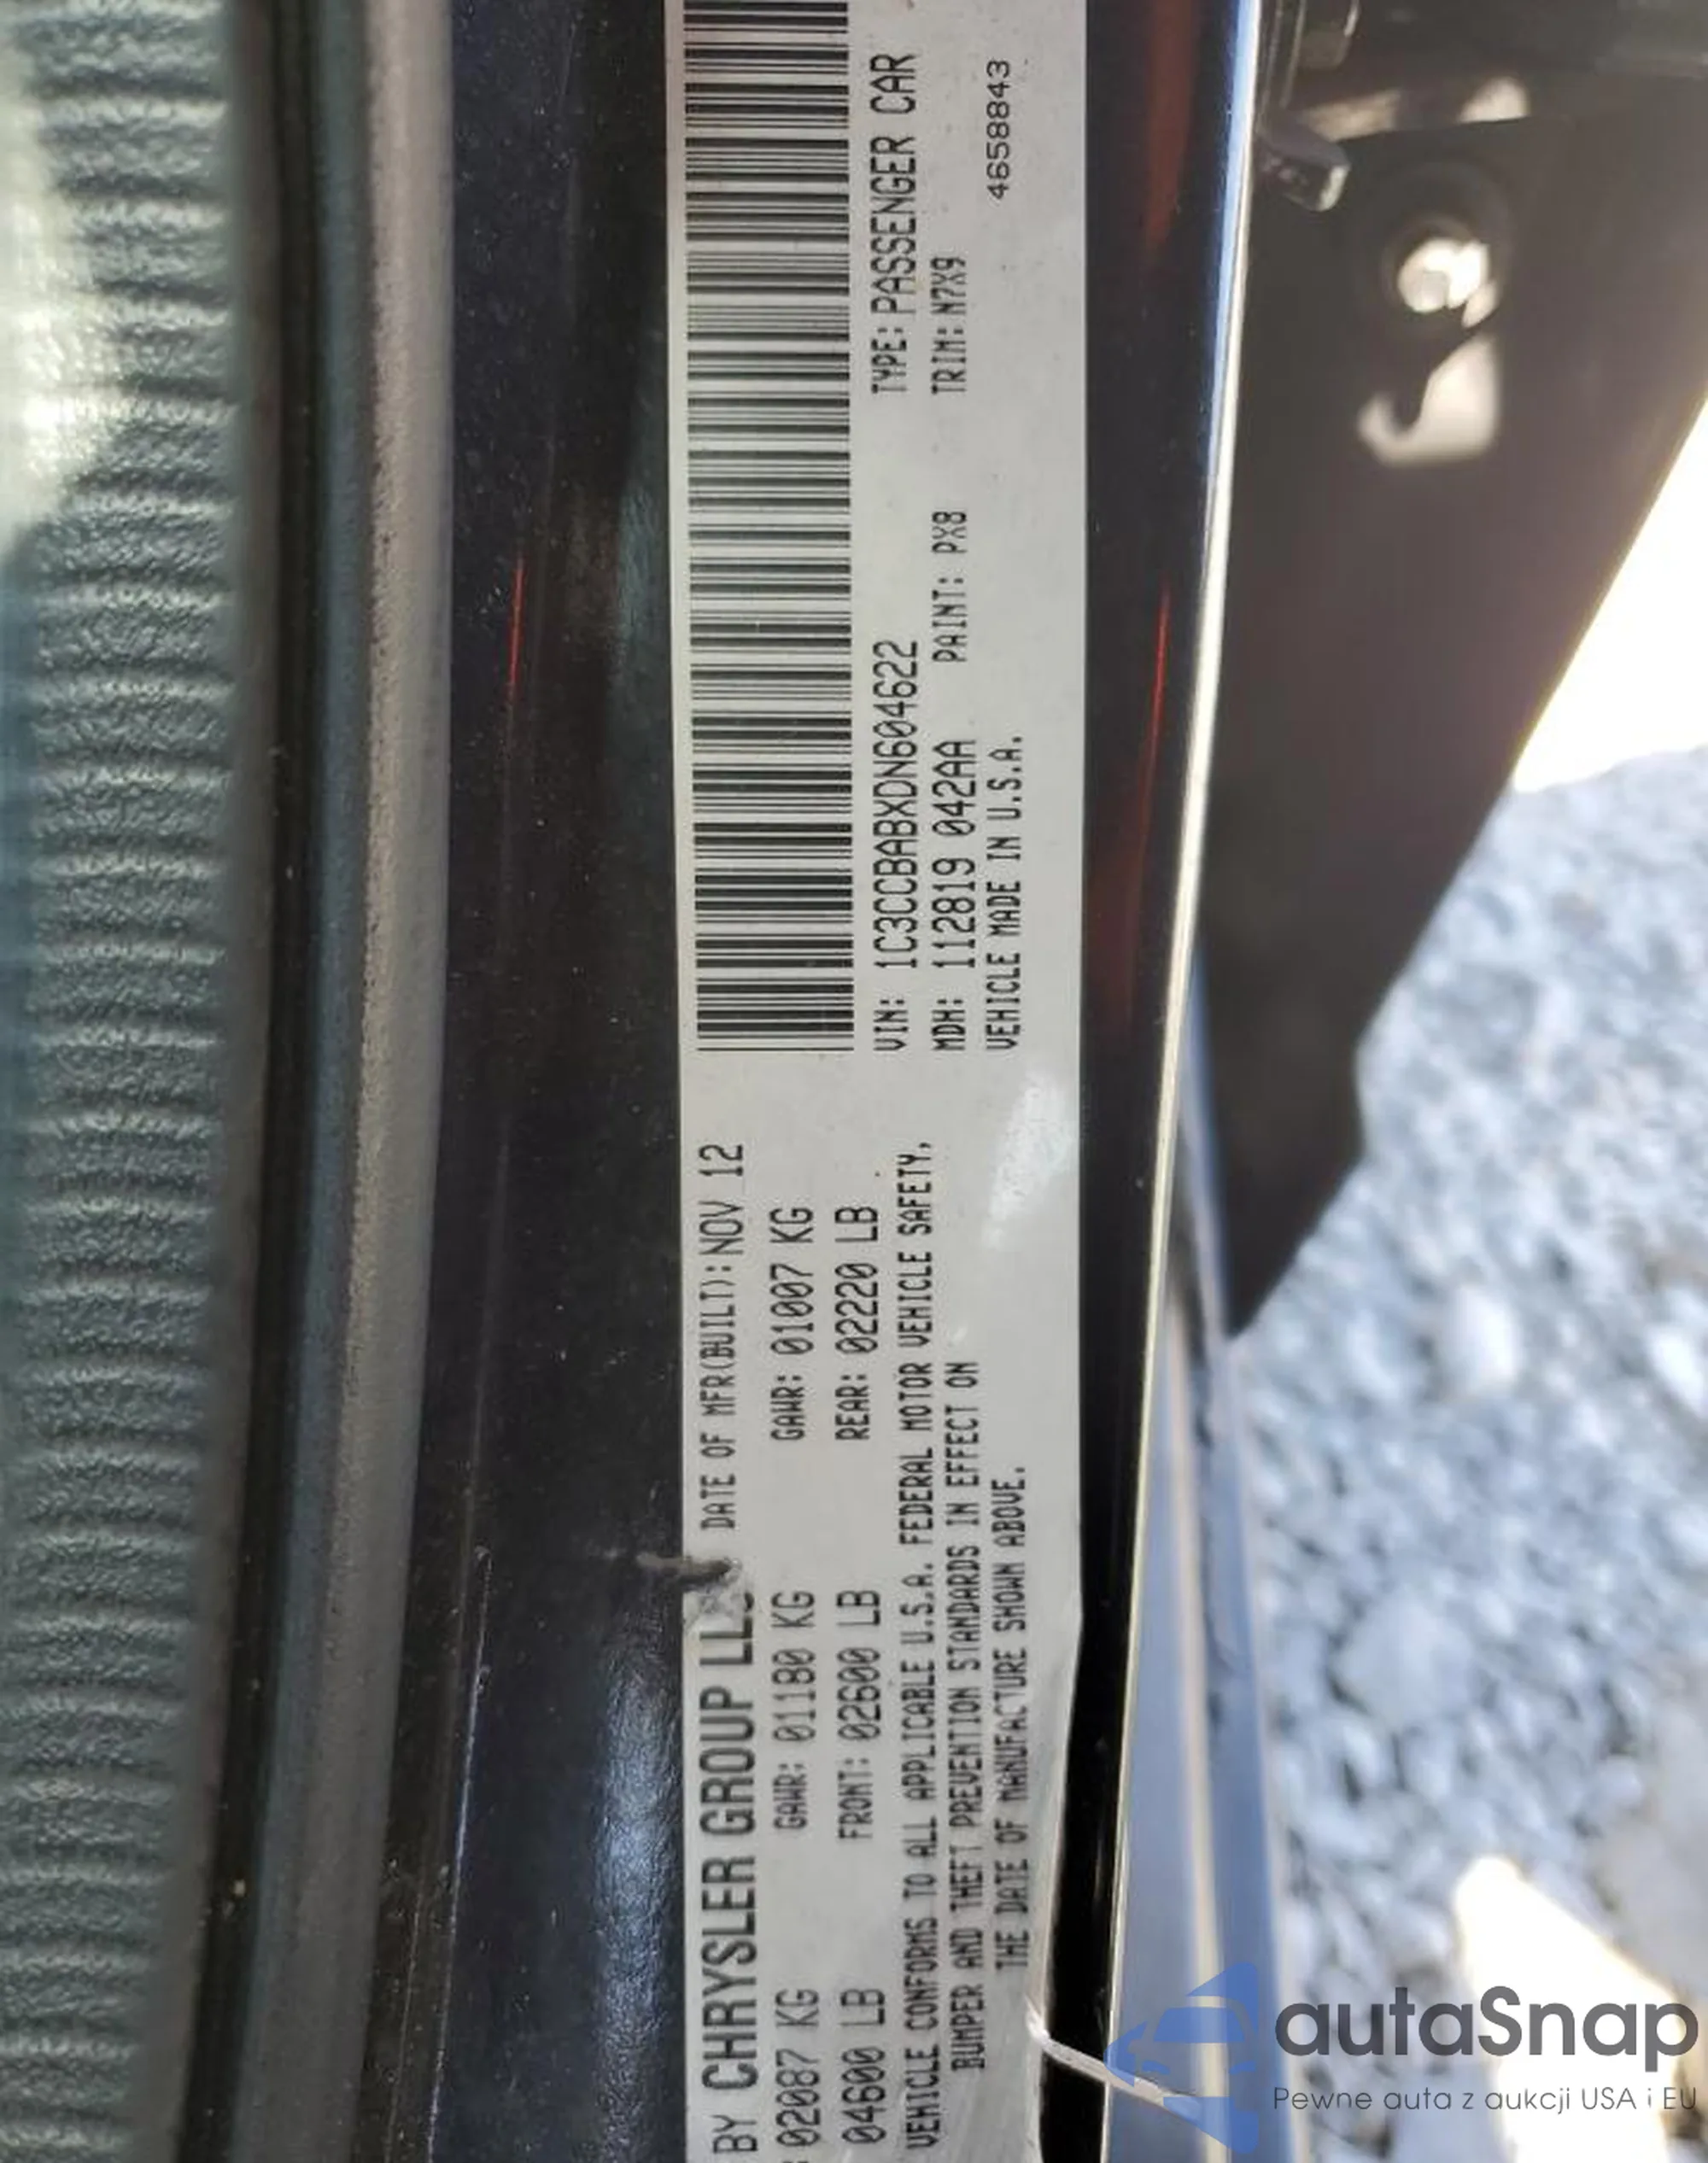 BY CHRYSLER GROUP LLC DATE OF MFR(BUILT): NOV 12
: 02087 KG GAWR: 01180 KG GAWR: 01007 KG
04600 LB FRONT: 02600 LB REAR: 02220 LB
VEHICLE CONFORMS TO ALL APPLICABLE U.S.A. FEDERAL MOTOR VEHICLE SAFETY,
BUMPER AND THEFT PREVENTION STANDARDS IN EFFECT ON
THE DATE OF MANUFACTURE SHOWN ABOVE.
VIN: 1C3CCBABXDN604622 TYPE: PASSENGER CAR
MDH: 112819 042AA PAINT: PX8 TRIM: N7X9
VEHICLE MADE IN U.S.A. 4658843
autaSnap
Pewne auta z aukcji USA i EU